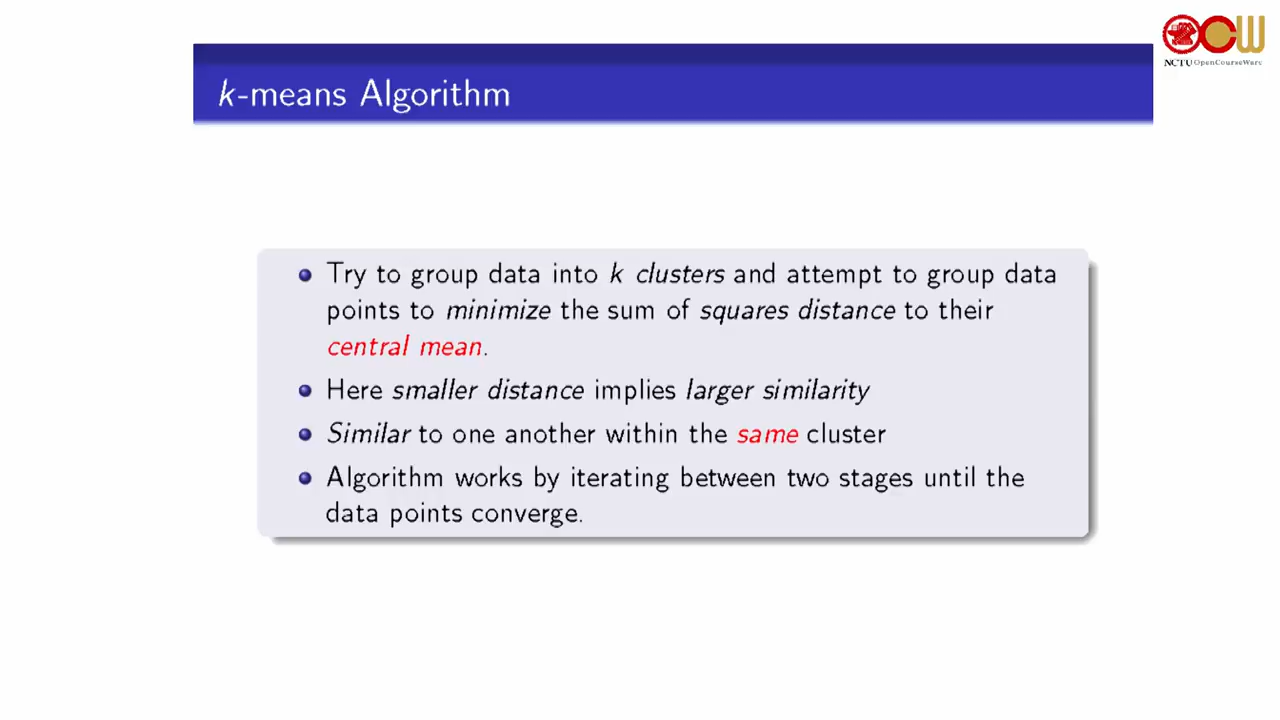 NCTU OpenCourseWare
k-means Algorithm
Try to group data into k clusters and attempt to group data
points to minimize the sum of squares distance to their
central mean.
Here smaller distance implies larger similarity
Similar to one another within the same cluster
Algorithm works by iterating between two stages until the
data points converge.